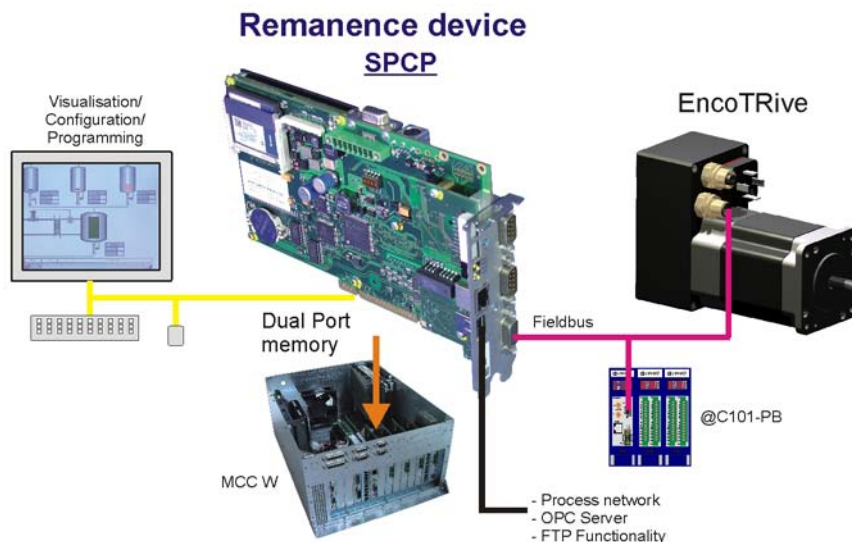 Remanence device
SPCP
Visualisation/
Configuration/
Programming
EncoTRive
Dual Port
memory
Fieldbus
@C101-PB
MCC W
- Process network
- OPC Server
- FTP Functionality